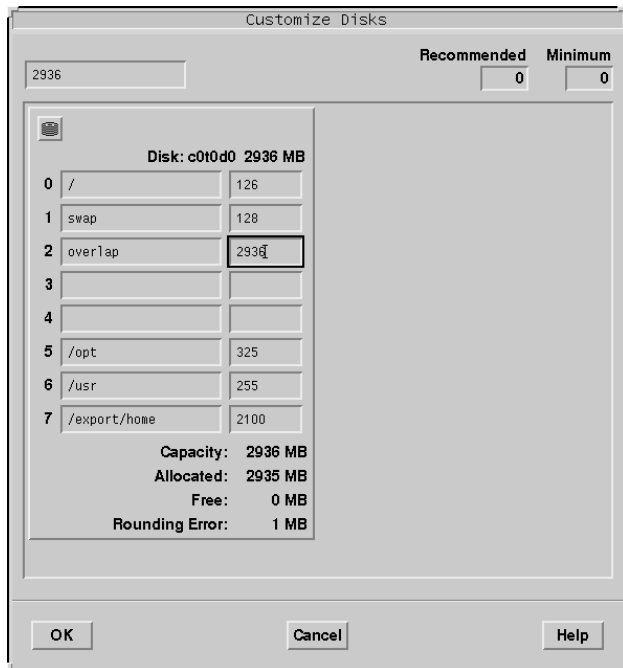 Customize Disks
Recommended Minimum
2936 0 0
Disk: c0t0d0 2936 MB
0 / 126
1 swap 128
2 overlap 2936
3
4
5 /opt 325
6 /usr 255
7 /export/home 2100
Capacity: 2936 MB
Allocated: 2935 MB
Free: 0 MB
Rounding Error: 1 MB
OK Cancel Help